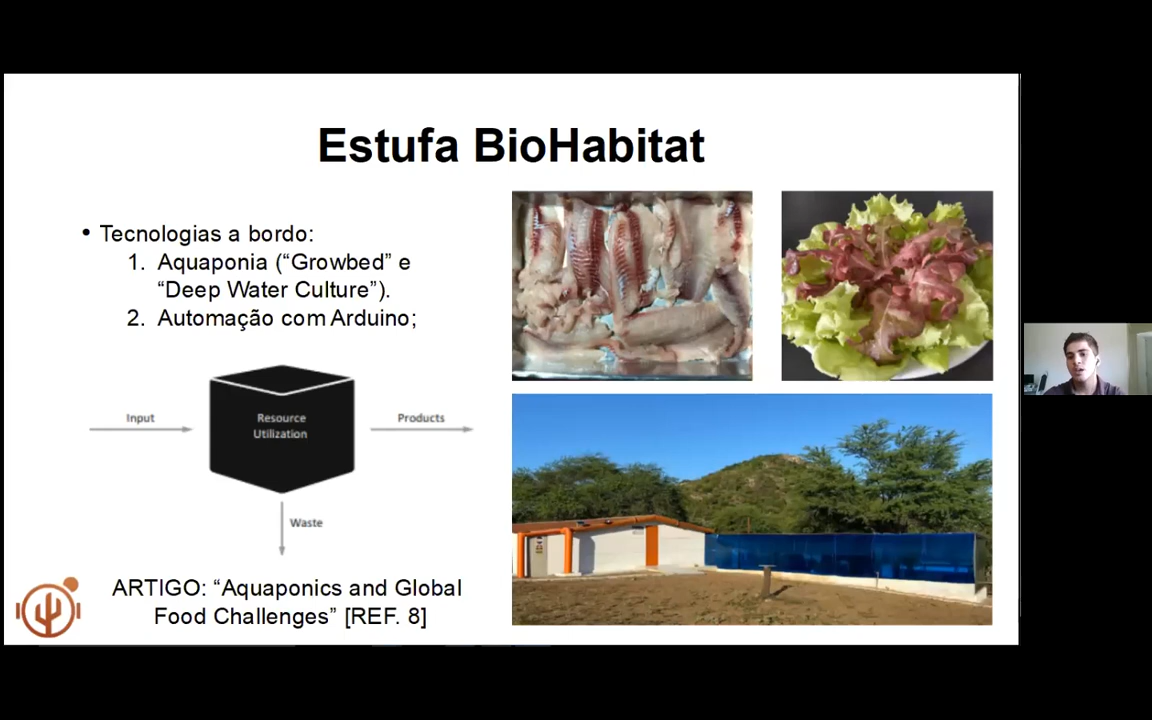 Estufa BioHabitat
• Tecnologias a bordo:
1. Aquaponia (“Growbed” e
“Deep Water Culture”).
2. Automação com Arduino;
Input
Resource
Utilization
Products
Waste
ARTIGO: “Aquaponics and Global
Food Challenges” [REF. 8]